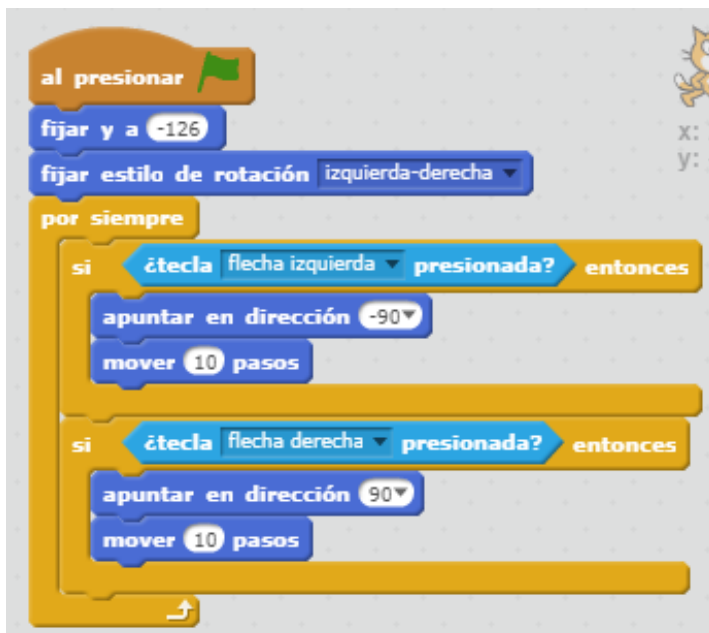 al presionar
fijar y a -126
fijar estilo de rotación izquierda-derecha
por siempre
si ¿tecla flecha izquierda presionada? entonces
apuntar en dirección -90
mover 10 pasos
si ¿tecla flecha derecha presionada? entonces
apuntar en dirección 90
mover 10 pasos
x:
y: